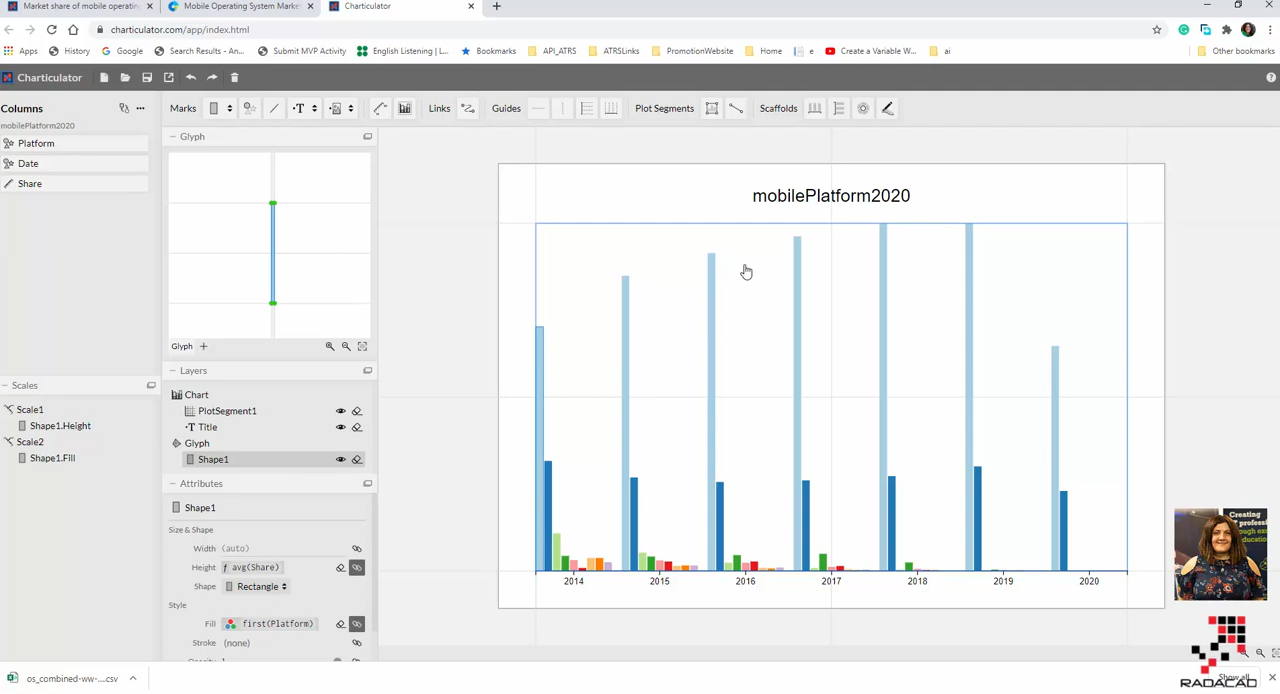 Market share of mobile operatin
Mobile Operating System Marke
Charticulator
charticulator.com/app/index.html
Apps
History
Google
Search Results - An...
Submit MVP Activity
English Listening | L...
Bookmarks
API_ATRS
ATRSLinks
PromotionWebsite
Home
e
Create a Variable W...
ai
Other bookmarks
Charticulator
Columns
Marks
Links
Guides
Plot Segments
Scaffolds
mobilePlatform2020
Platform
Date
Share
Glyph
Glyph
mobilePlatform2020
2014 2015 2016 2017 2018 2019 2020
Scales
Scale1
Shape1.Height
Scale2
Shape1.Fill
Layers
Chart
PlotSegment1
Title
Glyph
Shape1
Attributes
Shape1
Size & Shape
Width (auto)
Height f avg(Share)
Shape Rectangle
Style
Fill first(Platform)
Stroke (none)
Creating
os_combined-ww-....csv
Show all
RADACAD